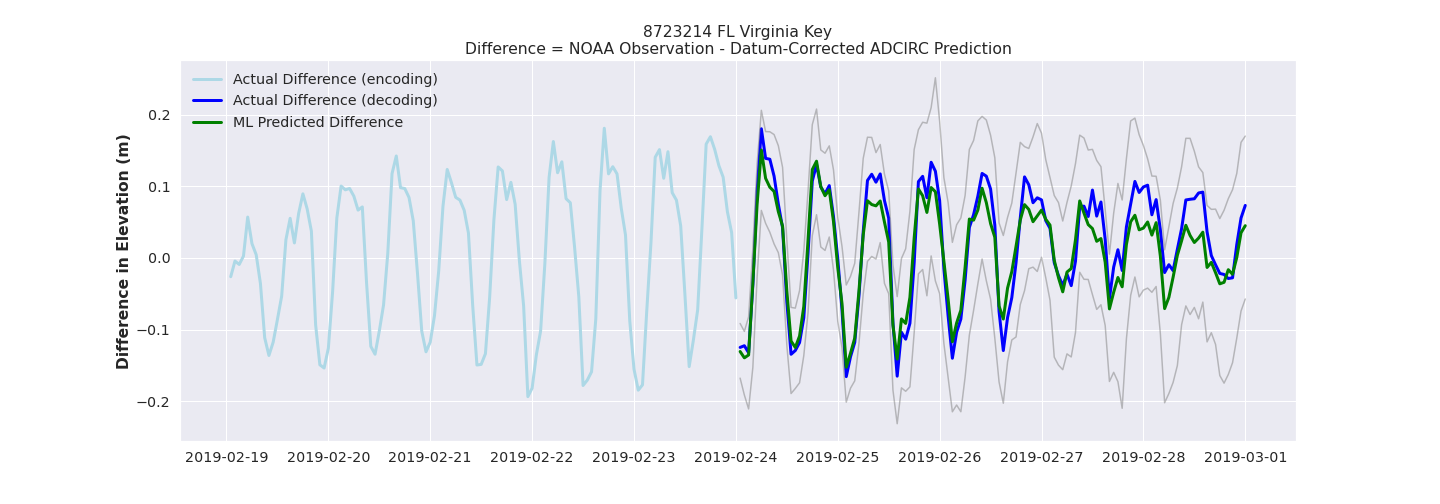 8723214 FL Virginia Key
Difference = NOAA Observation - Datum-Corrected ADCIRC Prediction
Actual Difference (encoding)
Actual Difference (decoding)
ML Predicted Difference
Difference in Elevation (m)
0.2
0.1
0.0
−0.1
−0.2
2019-02-19 2019-02-20 2019-02-21 2019-02-22 2019-02-23 2019-02-24 2019-02-25 2019-02-26 2019-02-27 2019-02-28 2019-03-01